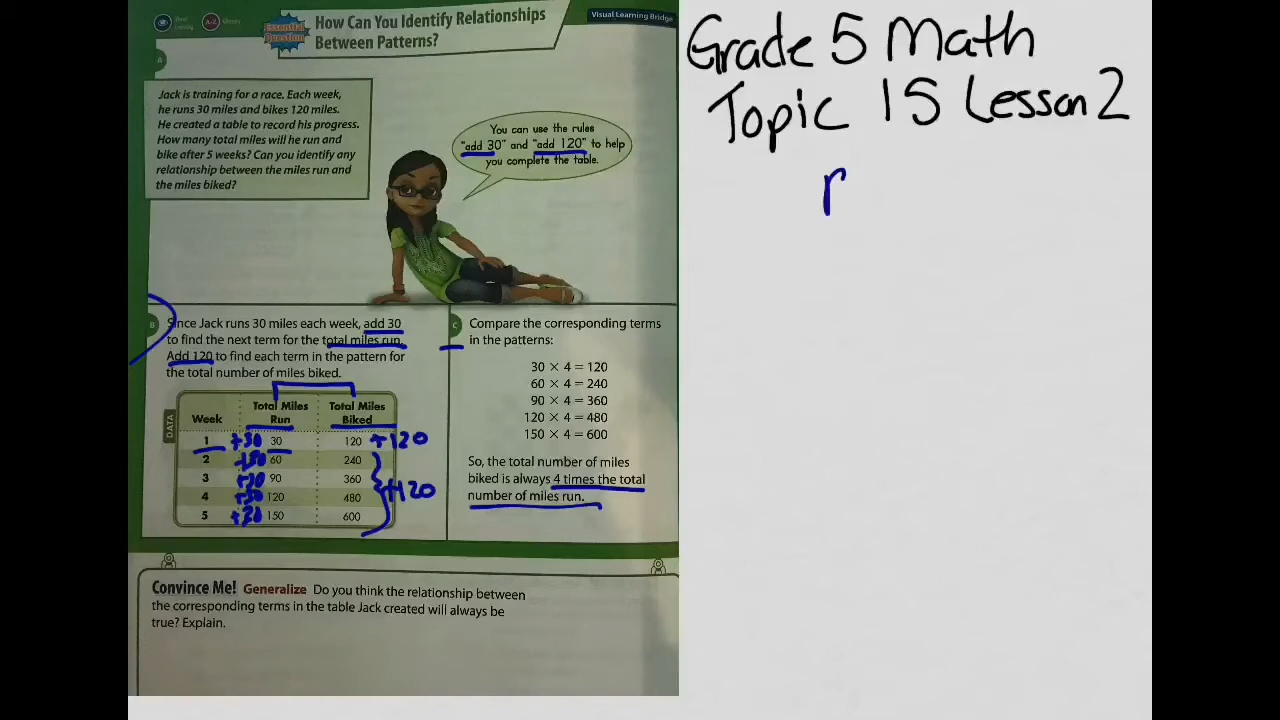 Visual Learning
A-Z Glossary
Essential Question
How Can You Identify Relationships
Between Patterns?
Visual Learning Bridge
A
Jack is training for a race. Each week,
he runs 30 miles and bikes 120 miles.
He created a table to record his progress.
How many total miles will he run and
bike after 5 weeks? Can you identify any
relationship between the miles run and
the miles biked?
You can use the rules
"add 30" and "add 120" to help
you complete the table.
B
Since Jack runs 30 miles each week, add 30
to find the next term for the total miles run.
Add 120 to find each term in the pattern for
the total number of miles biked.
DATA
Week Total Miles Run Total Miles Biked
1 +30 30 120 +120
2 60 240
3 +30 90 360
4 +30 120 480 +120
5 +30 150 600
C
Compare the corresponding terms
in the patterns:
30 × 4 = 120
60 × 4 = 240
90 × 4 = 360
120 × 4 = 480
150 × 4 = 600
So, the total number of miles
biked is always 4 times the total
number of miles run.
Convince Me! Generalize Do you think the relationship between
the corresponding terms in the table Jack created will always be
true? Explain.
Grade 5 Math
Topic 15 Lesson 2
r